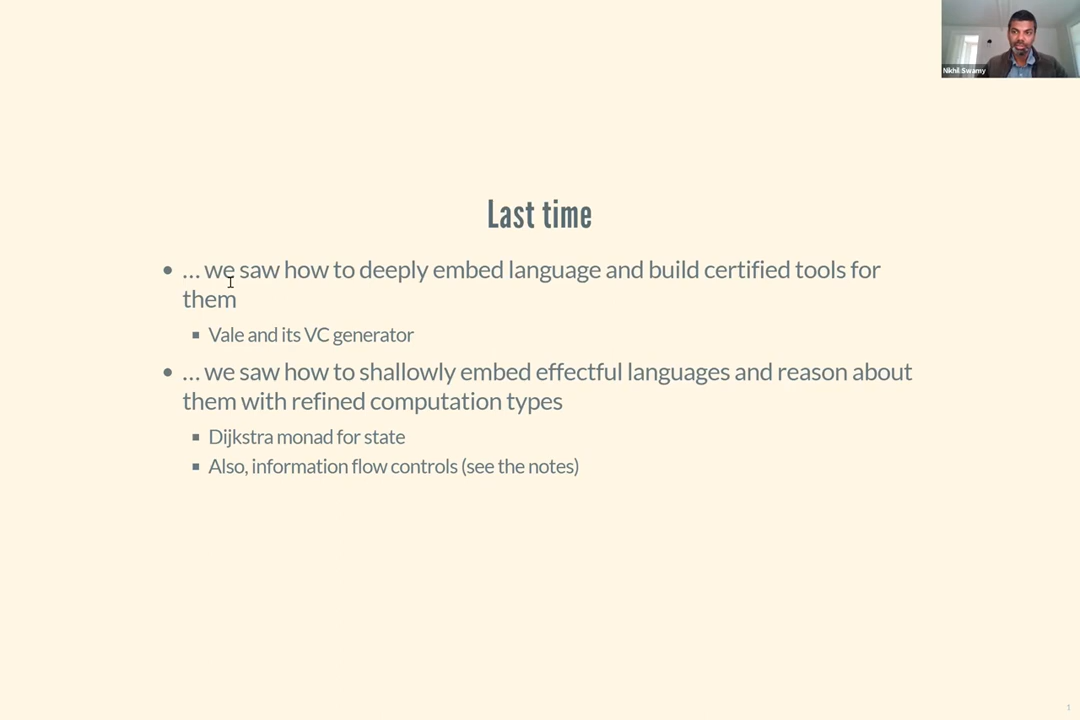 Nikhil Swamy
Last time
• … we saw how to deeply embed language and build certified tools for
them
▪ Vale and its VC generator
• … we saw how to shallowly embed effectful languages and reason about
them with refined computation types
▪ Dijkstra monad for state
▪ Also, information flow controls (see the notes)
1